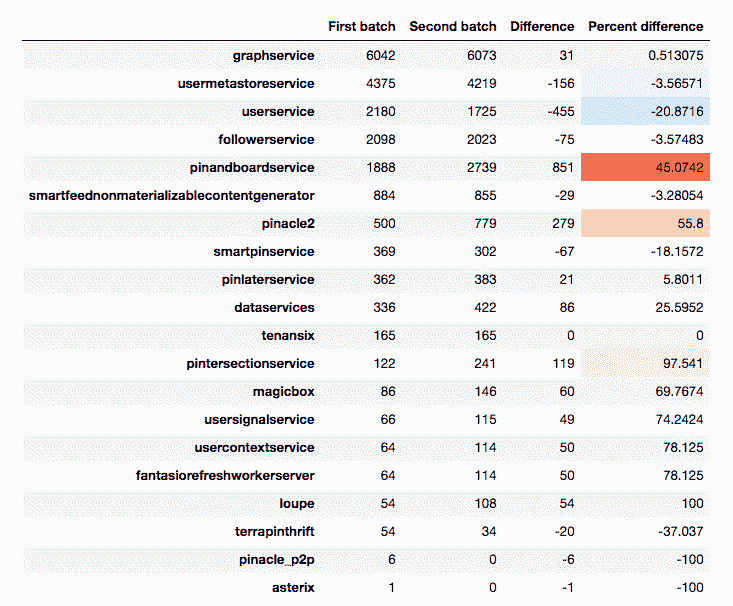 First batch Second batch Difference Percent difference
graphservice 6042 6073 31 0.513075
usermetastoreservice 4375 4219 -156 -3.56571
userservice 2180 1725 -455 -20.8716
followerservice 2098 2023 -75 -3.57483
pinandboardservice 1888 2739 851 45.0742
smartfeednonmaterializablecontentgenerator 884 855 -29 -3.28054
pinacle2 500 779 279 55.8
smartpinservice 369 302 -67 -18.1572
pinlaterservice 362 383 21 5.8011
dataservices 336 422 86 25.5952
tenansix 165 165 0 0
pintersectionservice 122 241 119 97.541
magicbox 86 146 60 69.7674
usersignalservice 66 115 49 74.2424
usercontextservice 64 114 50 78.125
fantasiorefreshworkerserver 64 114 50 78.125
loupe 54 108 54 100
terrapinthrift 54 34 -20 -37.037
pinacle_p2p 6 0 -6 -100
asterix 1 0 -1 -100